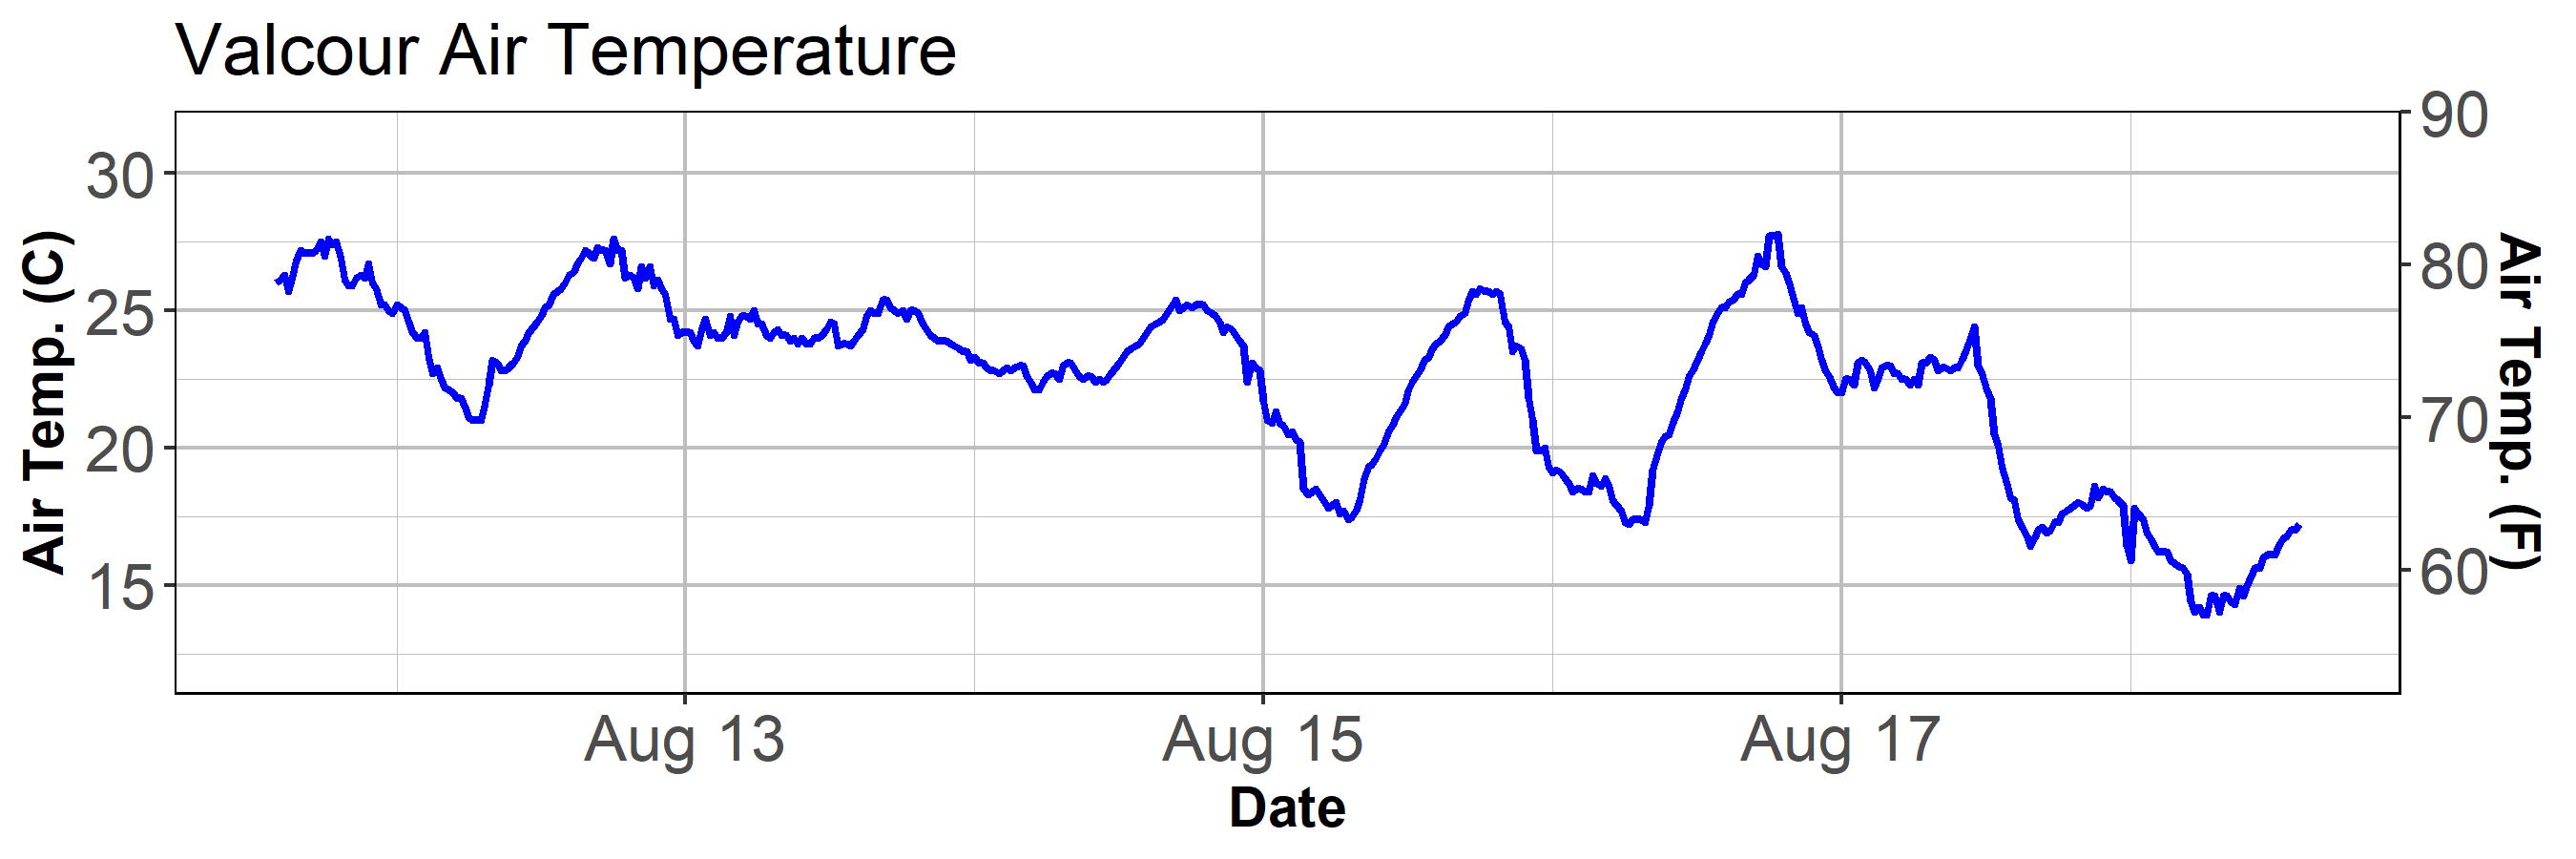 Valcour Air Temperature
90
30
80
25
70
20
60
15
Air Temp. (C)
Air Temp. (F)
Aug 13 Aug 15 Aug 17
Date